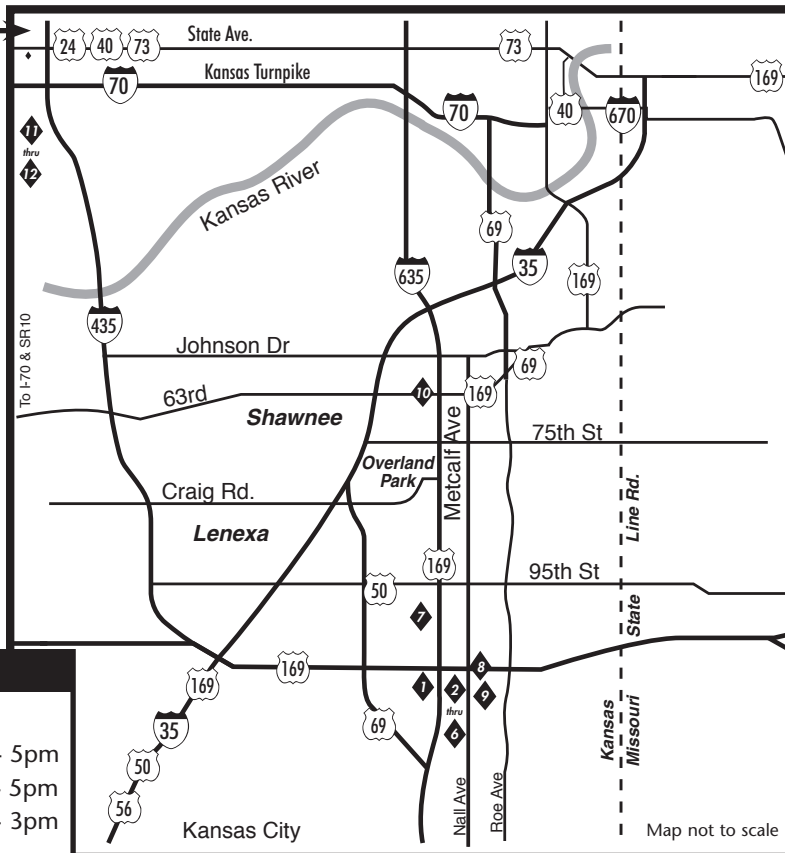 State Ave.
24 40 73
73
Kansas Turnpike
70
70
40
670
169
11
thru
12
Kansas River
69
35
635
169
435
To I-70 & SR10
Johnson Dr
69
63rd
10
169
Shawnee
75th St
Overland
Park
Metcalf Ave
Craig Rd.
Lenexa
Line Rd.
State
169
95th St
50
7
169
8
1
2
thru
6
9
169
35
69
50
56
Kansas
Missouri
Nall Ave
Roe Ave
5pm
5pm
- 3pm
Kansas City
Map not to scale